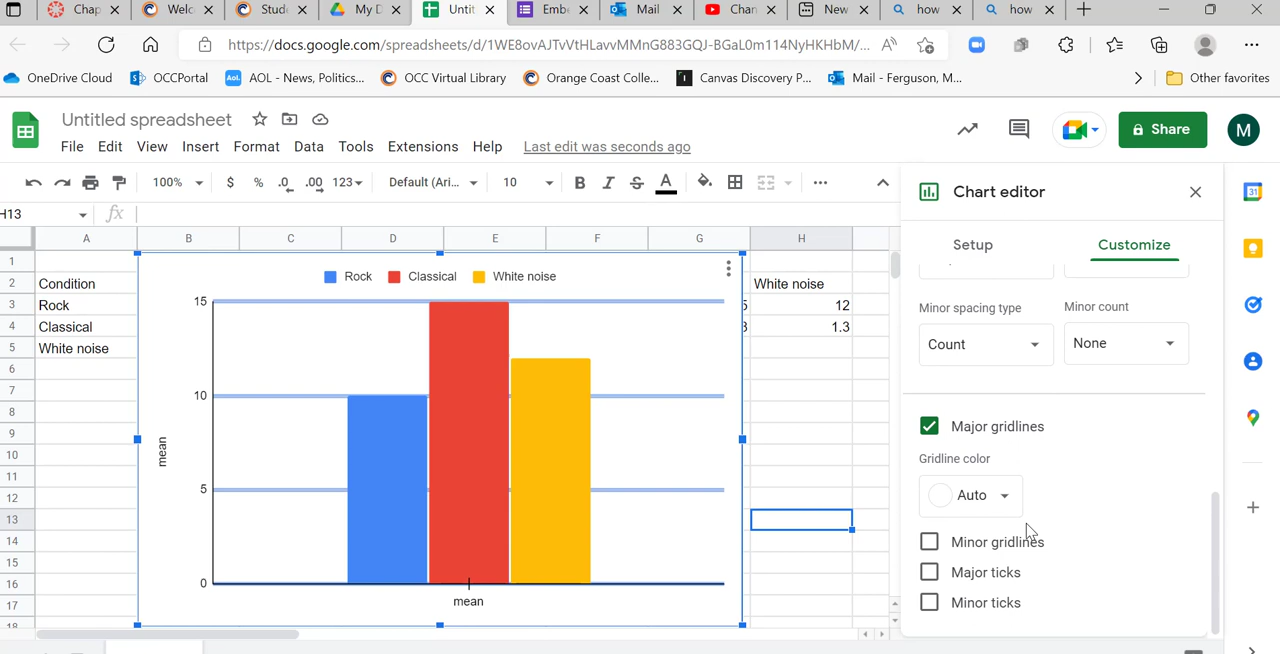 Chap
Welc
Stude
My D
Untit
Embe
Mail
Chan
New
how
how
https://docs.google.com/spreadsheets/d/1WE8ovAJTvVtHLavvMMnG883GQJ-BGaL0m114NyHKHbM/...
OneDrive Cloud
OCCPortal
AOL - News, Politics...
OCC Virtual Library
Orange Coast Colle...
Canvas Discovery P...
Mail - Ferguson, M...
Other favorites
Untitled spreadsheet
Share
M
File Edit View Insert Format Data Tools Extensions Help Last edit was seconds ago
100% $ % .0 .00 123 Default (Ari... 10 B I S A ...
H13 fx
Chart editor
Setup Customize
A B C D E F G H
1
2 Condition White noise
3 Rock 5 12
4 Classical 3 1.3
5 White noise
6
7
8
9
10
11
12
13
14
15
16
17
18
Rock Classical White noise
15
10
5
0
mean
mean
Minor spacing type Minor count
Count None
Major gridlines
Gridline color
Auto
Minor gridlines
Major ticks
Minor ticks